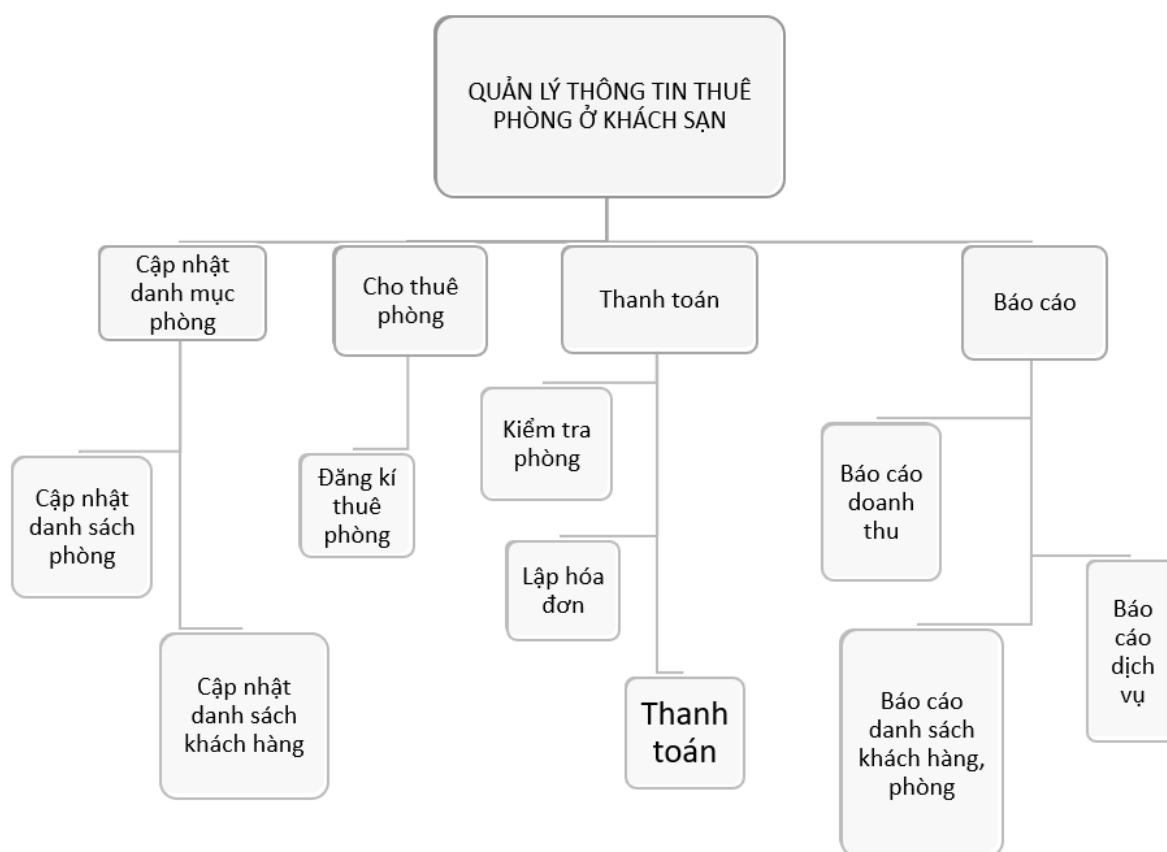 QUẢN LÝ THÔNG TIN THUÊ
PHÒNG Ở KHÁCH SẠN
Cập nhật
danh mục
phòng
Cho thuê
phòng
Thanh toán
Báo cáo
Cập nhật
danh sách
phòng
Cập nhật
danh sách
khách hàng
Đăng kí
thuê
phòng
Kiểm tra
phòng
Lập hóa
đơn
Thanh
toán
Báo cáo
doanh
thu
Báo cáo
danh sách
khách hàng,
phòng
Báo
cáo
dịch
vụ